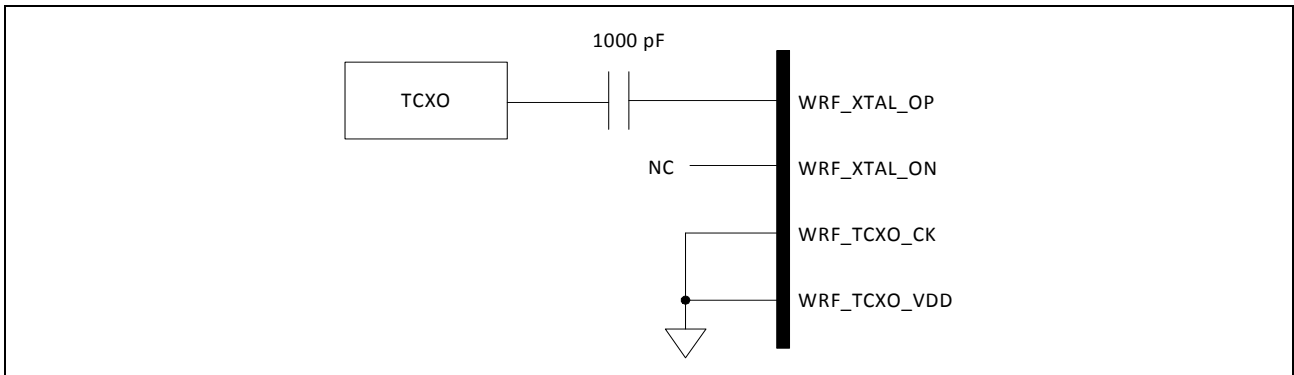 1000 pF
TCXO
WRF_XTAL_OP
NC
WRF_XTAL_ON
WRF_TCXO_CK
WRF_TCXO_VDD